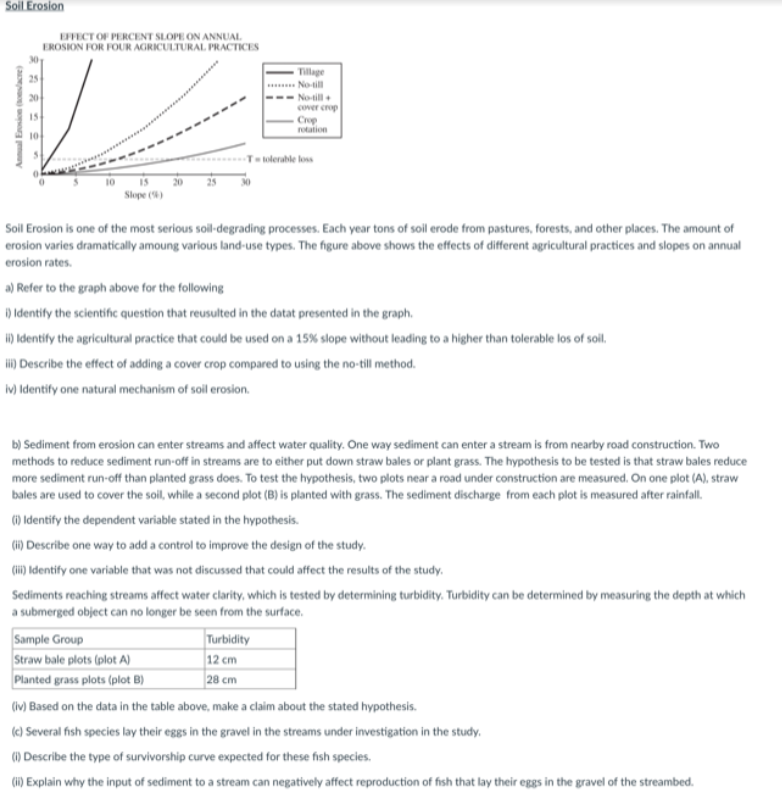 Soil Erosion
EFFECT OF PERCENT SLOPE ON ANNUAL
EROSION FOR FOUR AGRICULTURAL PRACTICES
Annual Erosion (tons/acre)
30
25
20
15
10
5
0
0 5 10 15 20 25 30
Slope (%)
Tillage
No-till
No-till +
cover crop
Crop
rotation
T = tolerable loss
Soil Erosion is one of the most serious soil-degrading processes. Each year tons of soil erode from pastures, forests, and other places. The amount of
erosion varies dramatically amoung various land-use types. The figure above shows the effects of different agricultural practices and slopes on annual
erosion rates.
a) Refer to the graph above for the following
i) Identify the scientific question that reusulted in the datat presented in the graph.
ii) Identify the agricultural practice that could be used on a 15% slope without leading to a higher than tolerable los of soil.
iii) Describe the effect of adding a cover crop compared to using the no-till method.
iv) Identify one natural mechanism of soil erosion.
b) Sediment from erosion can enter streams and affect water quality. One way sediment can enter a stream is from nearby road construction. Two
methods to reduce sediment run-off in streams are to either put down straw bales or plant grass. The hypothesis to be tested is that straw bales reduce
more sediment run-off than planted grass does. To test the hypothesis, two plots near a road under construction are measured. On one plot (A), straw
bales are used to cover the soil, while a second plot (B) is planted with grass. The sediment discharge from each plot is measured after rainfall.
(i) Identify the dependent variable stated in the hypothesis.
(ii) Describe one way to add a control to improve the design of the study.
(iii) Identify one variable that was not discussed that could affect the results of the study.
Sediments reaching streams affect water clarity, which is tested by determining turbidity. Turbidity can be determined by measuring the depth at which
a submerged object can no longer be seen from the surface.
Sample Group Turbidity
Straw bale plots (plot A) 12 cm
Planted grass plots (plot B) 28 cm
(iv) Based on the data in the table above, make a claim about the stated hypothesis.
(c) Several fish species lay their eggs in the gravel in the streams under investigation in the study.
(i) Describe the type of survivorship curve expected for these fish species.
(ii) Explain why the input of sediment to a stream can negatively affect reproduction of fish that lay their eggs in the gravel of the streambed.